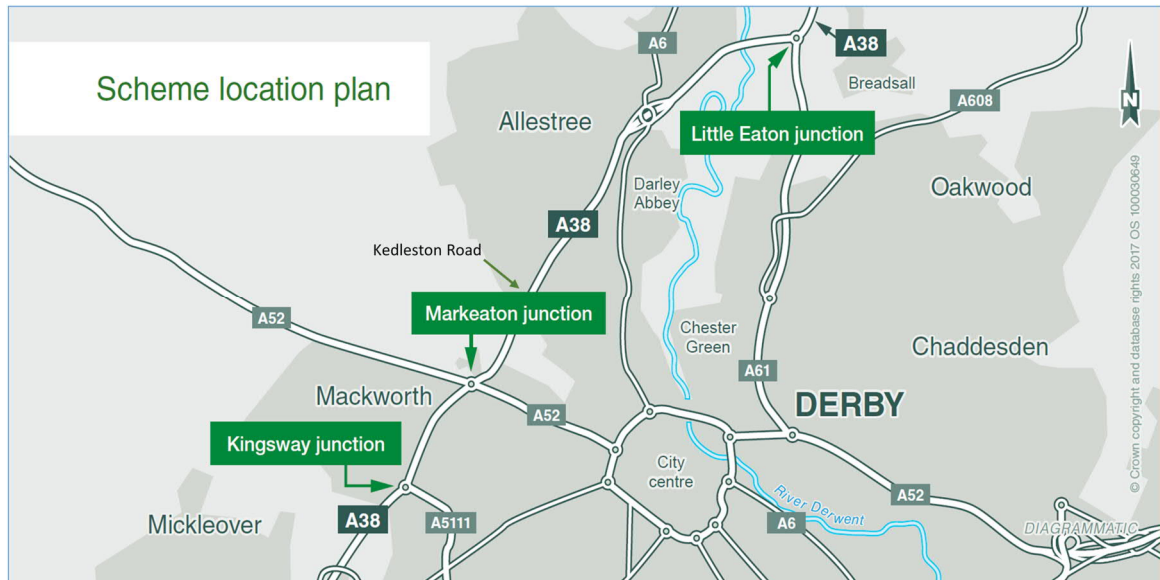 Scheme location plan
A6
A38
Breadsall
A608
N
Allestree
Little Eaton junction
Darley
Abbey
Oakwood
A38
Kedleston Road
Markeaton junction
A52
Chester
Green
Chaddesden
A61
Mackworth
DERBY
A52
Kingsway junction
City
centre
A52
River Derwent
Mickleover
A38
A5111
A6
DIAGRAMMATIC
© Crown copyright and database rights 2017 OS 100030649